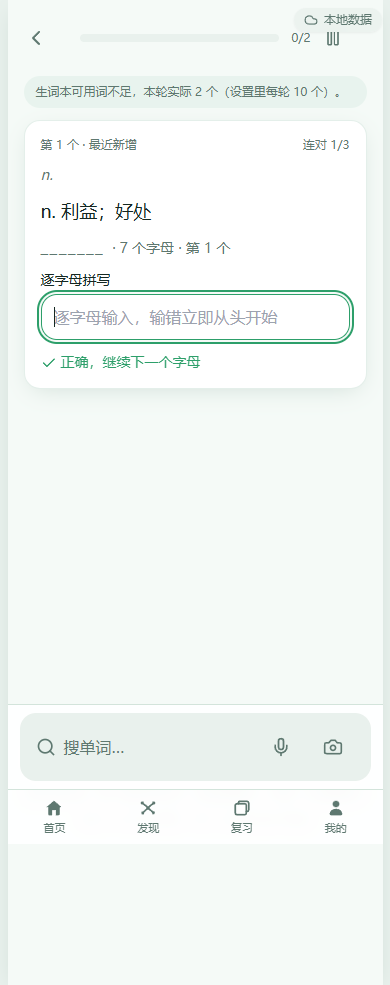 本地数据
0/2
生词本可用词不足，本轮实际 2 个（设置里每轮 10 个）。
第 1 个 · 最近新增 连对 1/3
n.
n. 利益；好处
_______ · 7 个字母 · 第 1 个
逐字母拼写
逐字母输入，输错立即从头开始
正确，继续下一个字母
搜单词...
首页 发现 复习 我的